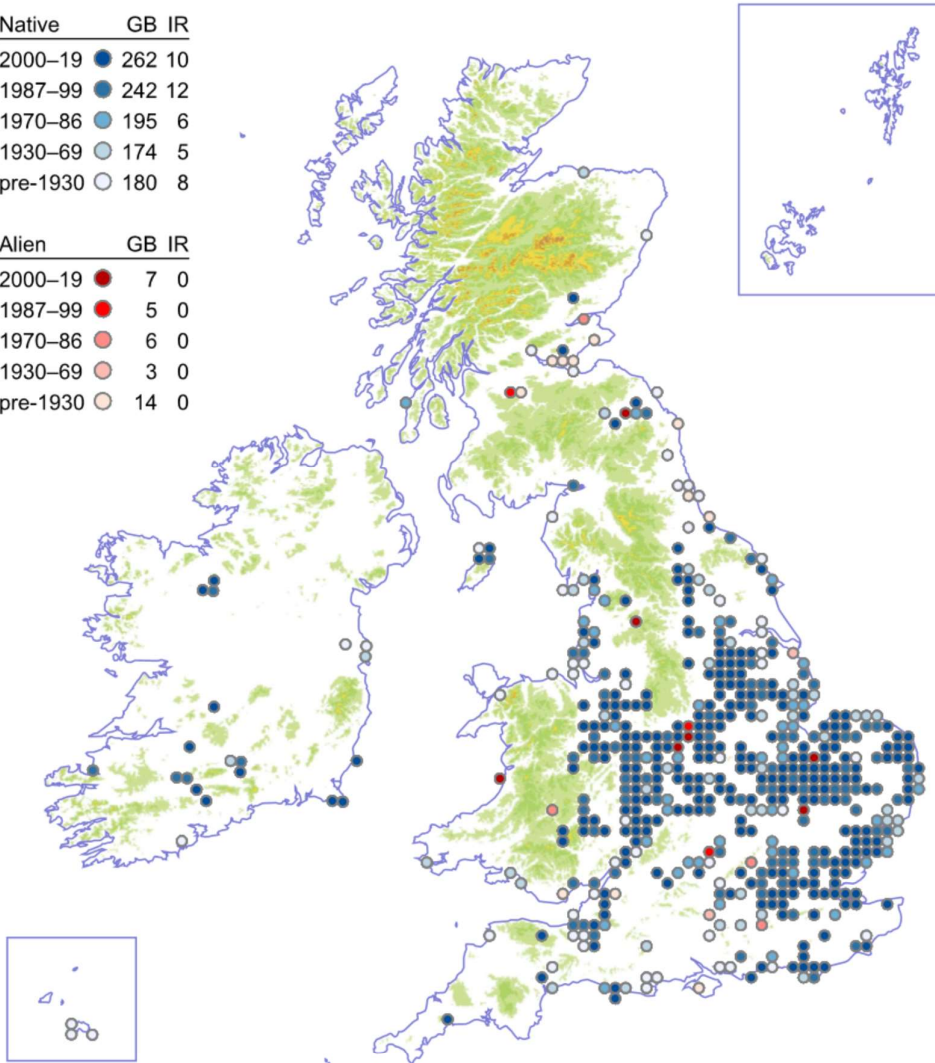 Native GB IR
2000–19 262 10
1987–99 242 12
1970–86 195 6
1930–69 174 5
pre-1930 180 8
Alien GB IR
2000–19 7 0
1987–99 5 0
1970–86 6 0
1930–69 3 0
pre-1930 14 0